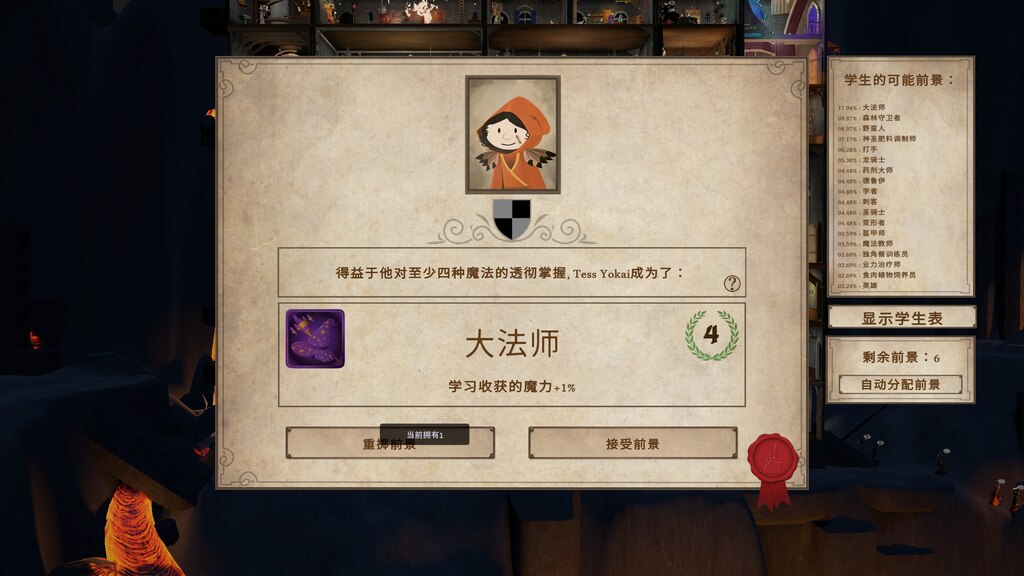 得益于他对至少四种魔法的透彻掌握, Tess Yokai成为了：
?
大法师
4
学习收获的魔力+1%
重掷前景
当前拥有1
接受前景
学生的可能前景：
17.94% : 大法师
09.87% : 森林守卫者
08.97% : 野蛮人
07.17% : 神圣肥料调制师
06.28% : 打手
05.38% : 龙骑士
04.48% : 药剂大师
04.48% : 德鲁伊
04.48% : 学者
04.48% : 刺客
04.48% : 圣骑士
04.48% : 变形者
03.59% : 盔甲师
03.59% : 魔法教师
02.69% : 独角兽训练员
02.69% : 业力治疗师
02.69% : 食肉植物饲养员
02.24% : 英雄
显示学生表
剩余前景：6
自动分配前景